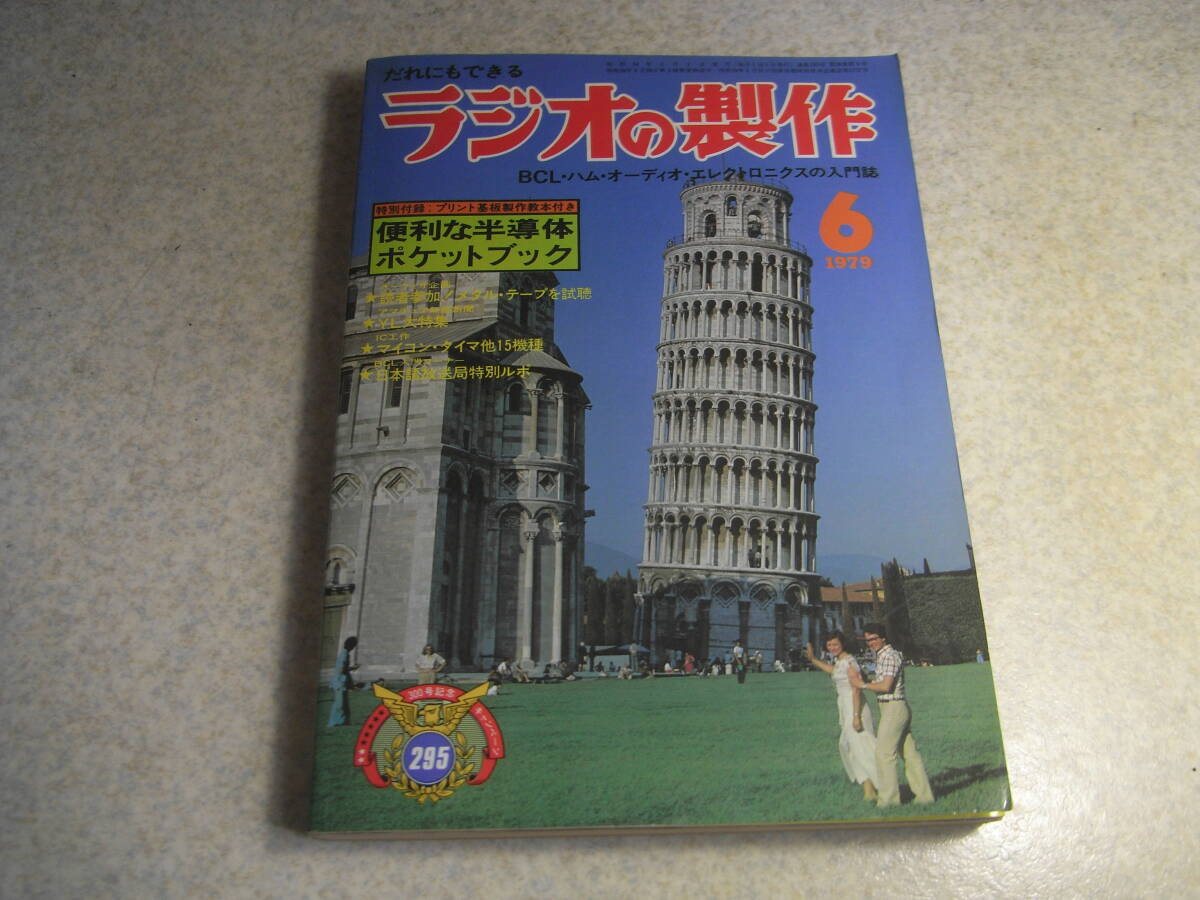 だれにもできる
ラジオの製作
BCL・ハム・オーディオ・エレクトロニクスの入門誌
6
1979
特別付録：プリント基板製作教本付き
便利な半導体
ポケットブック
★読者参加/メタル・テープを試聴
★YL大特集
IC工作
★マイコン・タイマ他15機種
★日本語放送局特別ルポ
300号記念
キャンペーン
295